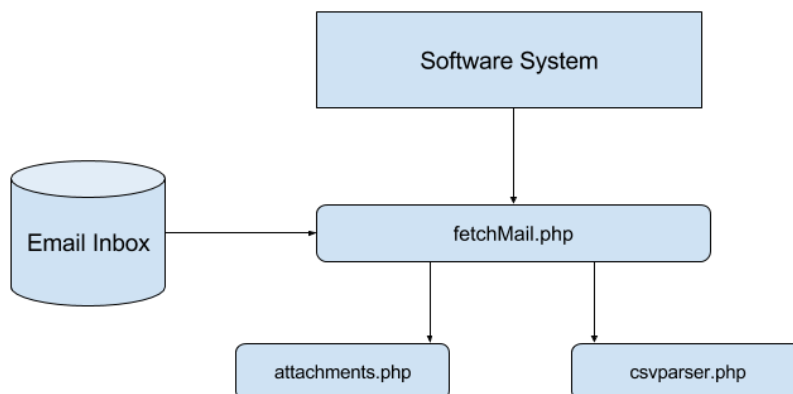 Software System
Email Inbox
fetchMail.php
attachments.php
csvparser.php